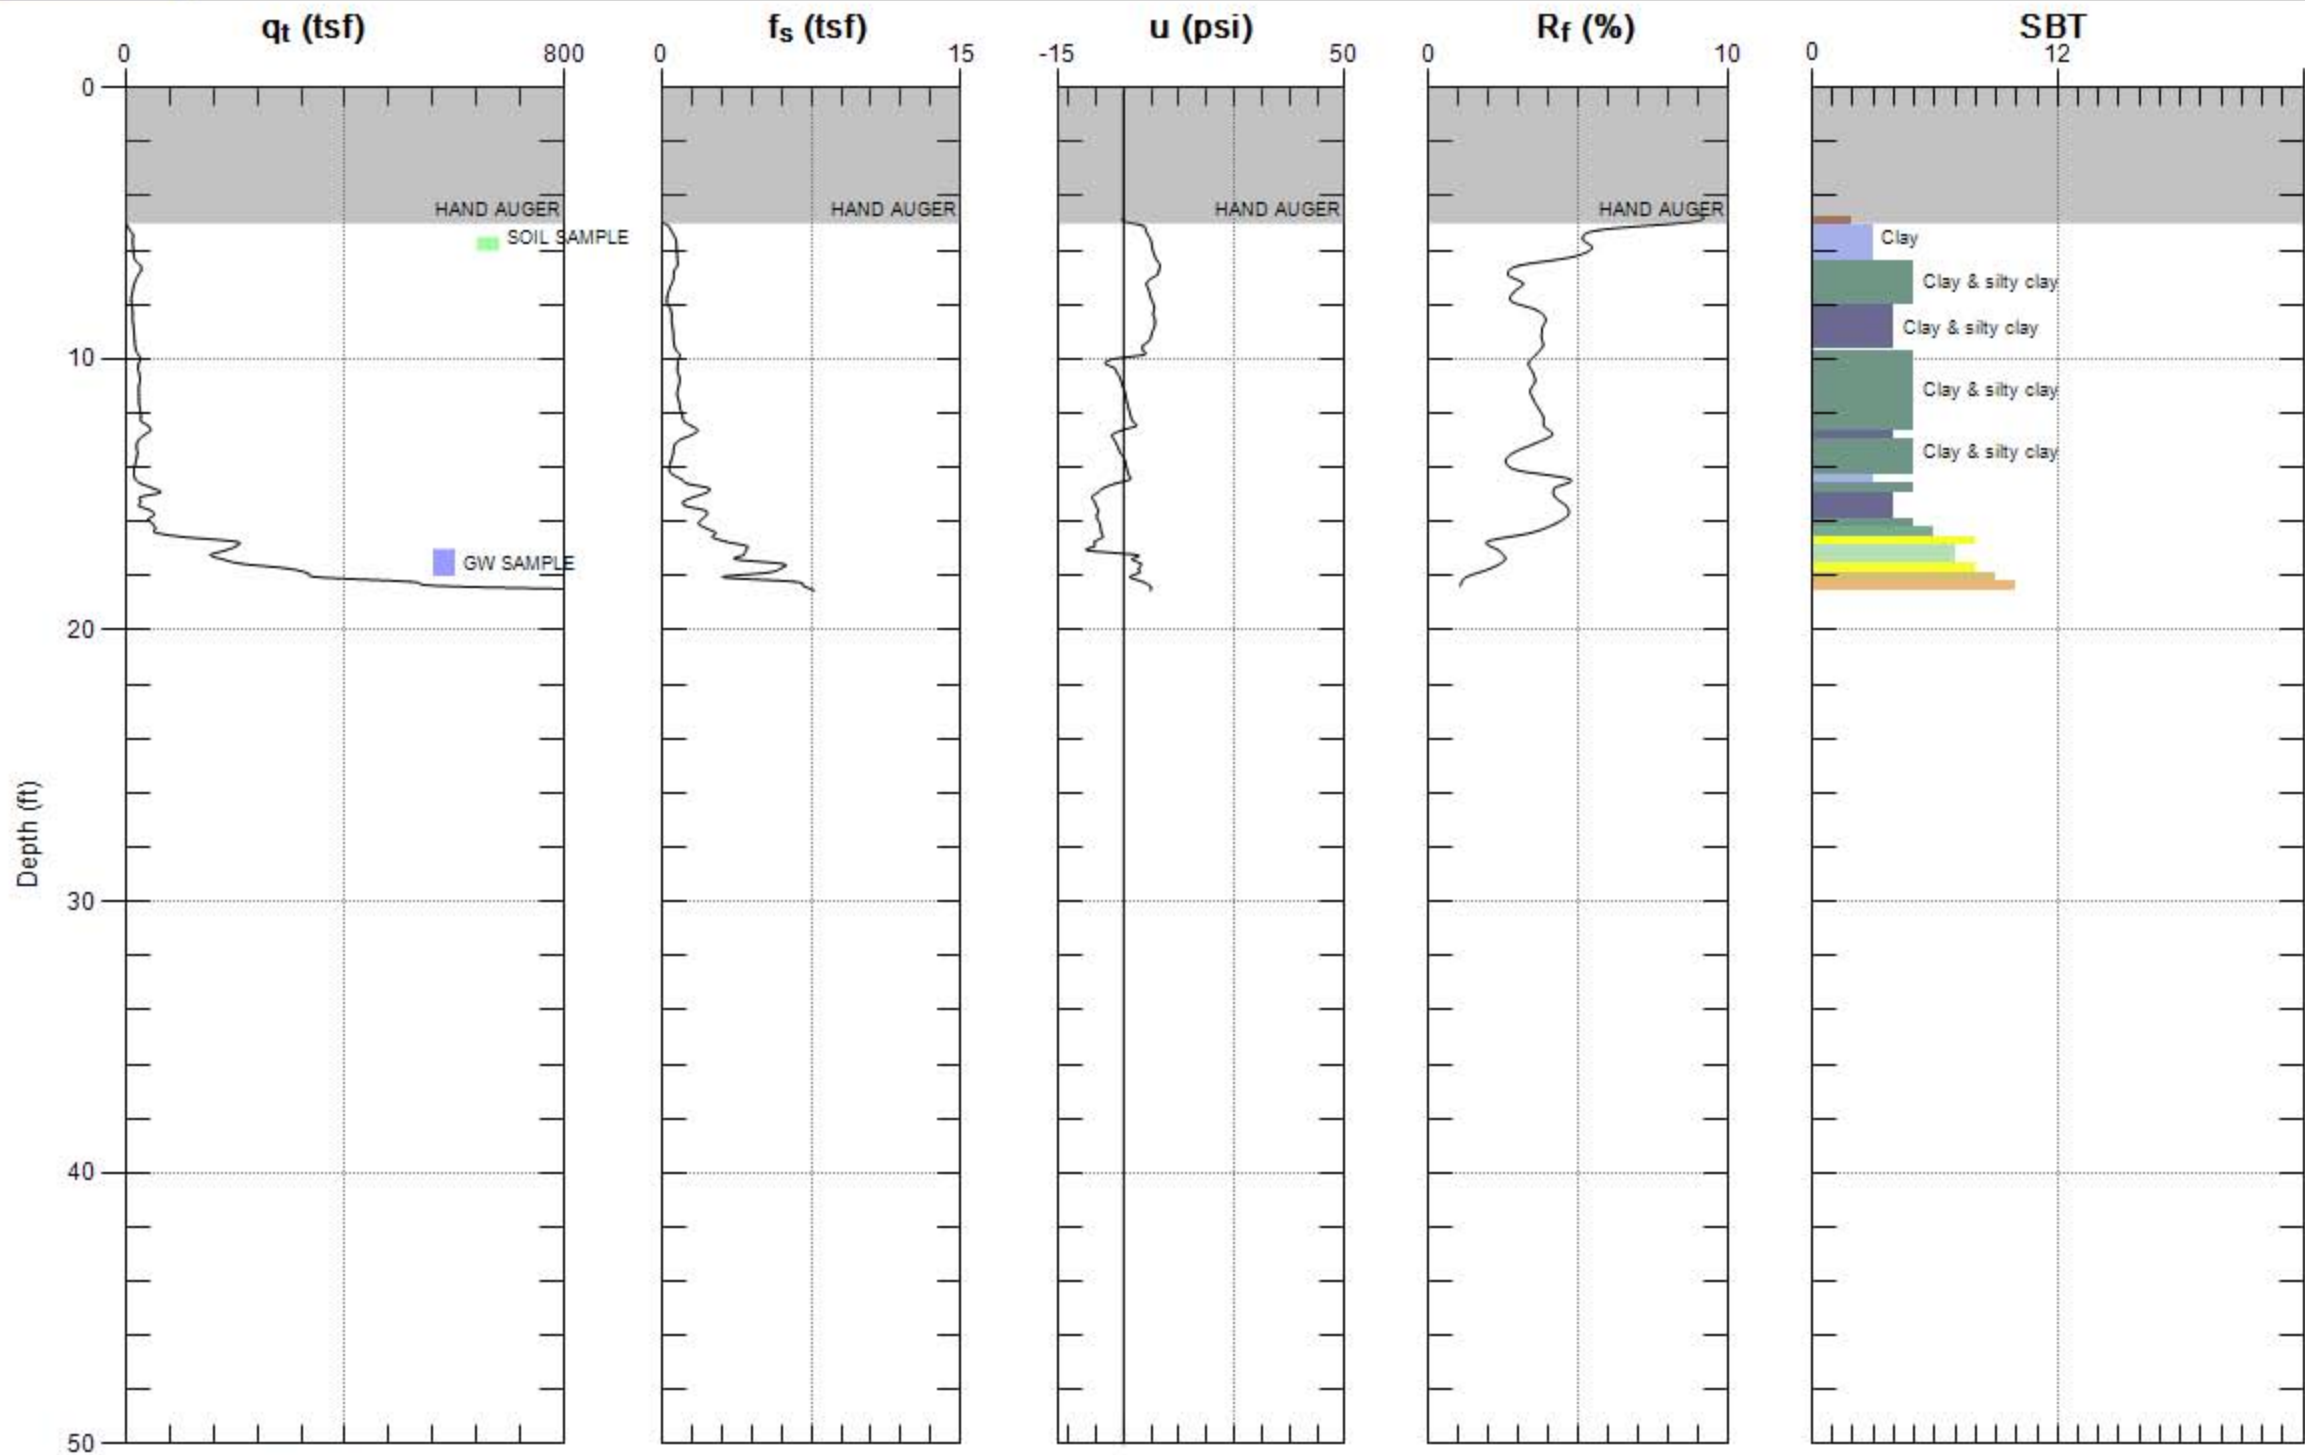 qt (tsf) fs (tsf) u (psi) Rf (%) SBT
0 800 0 15 -15 50 0 10 0 12
0
HAND AUGER HAND AUGER HAND AUGER HAND AUGER
SOIL SAMPLE Clay
Clay & silty clay
Clay & silty clay
10
Clay & silty clay
Clay & silty clay
GW SAMPLE
20
Depth (ft)
30
40
50